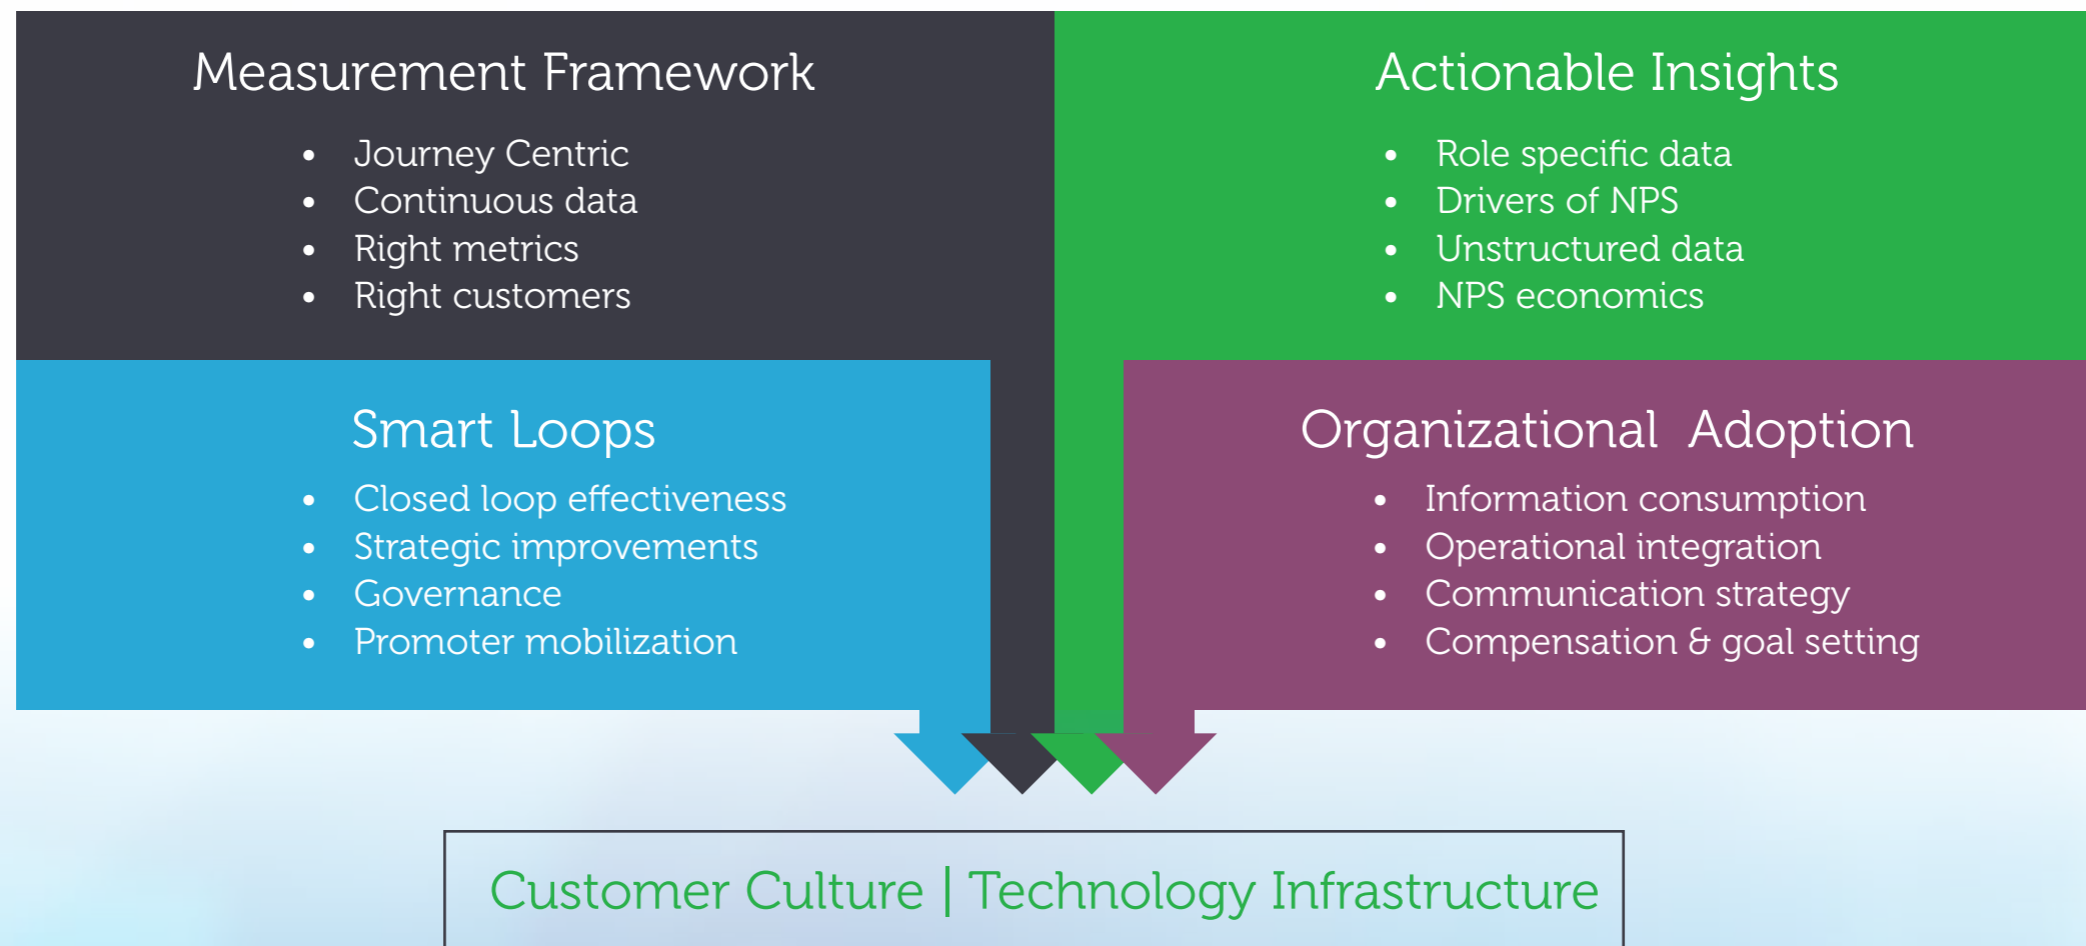 Measurement Framework
• Journey Centric
• Continuous data
• Right metrics
• Right customers
Actionable Insights
• Role specific data
• Drivers of NPS
• Unstructured data
• NPS economics
Smart Loops
• Closed loop effectiveness
• Strategic improvements
• Governance
• Promoter mobilization
Organizational Adoption
• Information consumption
• Operational integration
• Communication strategy
• Compensation & goal setting
Customer Culture | Technology Infrastructure